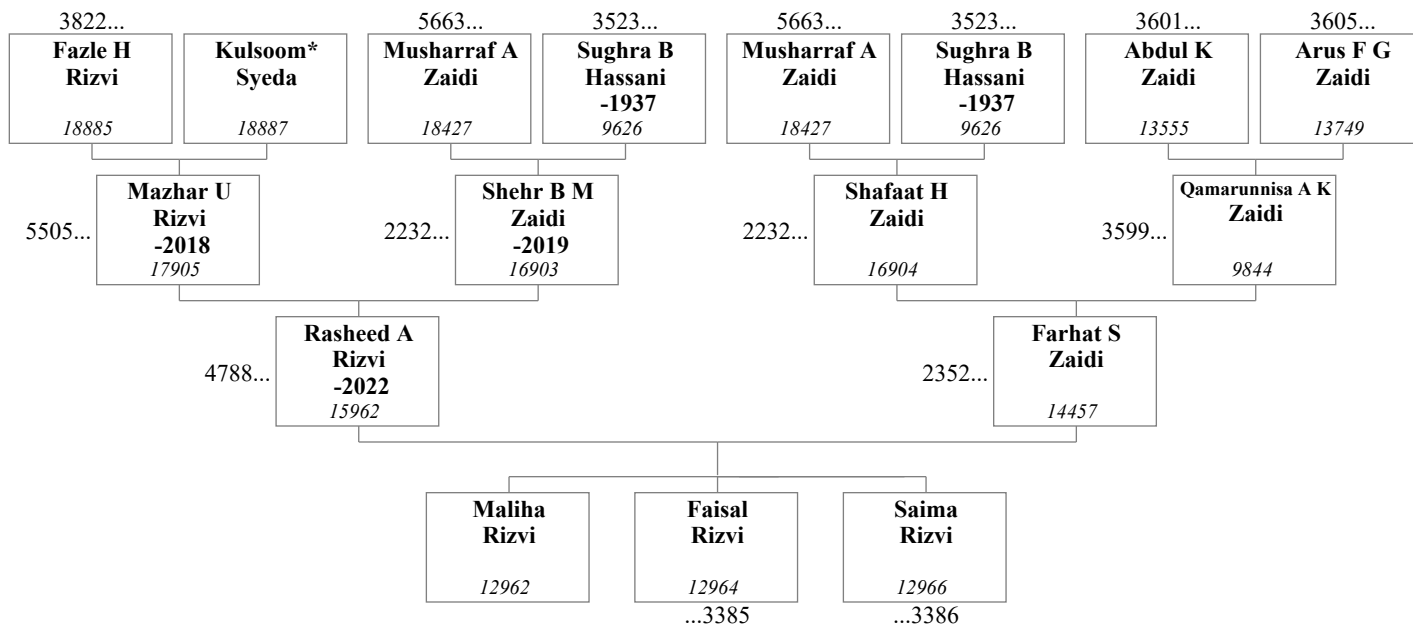 3822...
5663...
3523...
5663...
3523...
3601...
3605...
Fazle H
Rizvi
18885
Kulsoom*
Syeda
18887
Musharraf A
Zaidi
18427
Sughra B
Hassani
-1937
9626
Musharraf A
Zaidi
18427
Sughra B
Hassani
-1937
9626
Abdul K
Zaidi
13555
Arus F G
Zaidi
13749
5505...
Mazhar U
Rizvi
-2018
17905
2232...
Shehr B M
Zaidi
-2019
16903
2232...
Shafaat H
Zaidi
16904
3599...
Qamarunnisa A K
Zaidi
9844
4788...
Rasheed A
Rizvi
-2022
15962
2352...
Farhat S
Zaidi
14457
Maliha
Rizvi
12962
Faisal
Rizvi
12964
...3385
Saima
Rizvi
12966
...3386